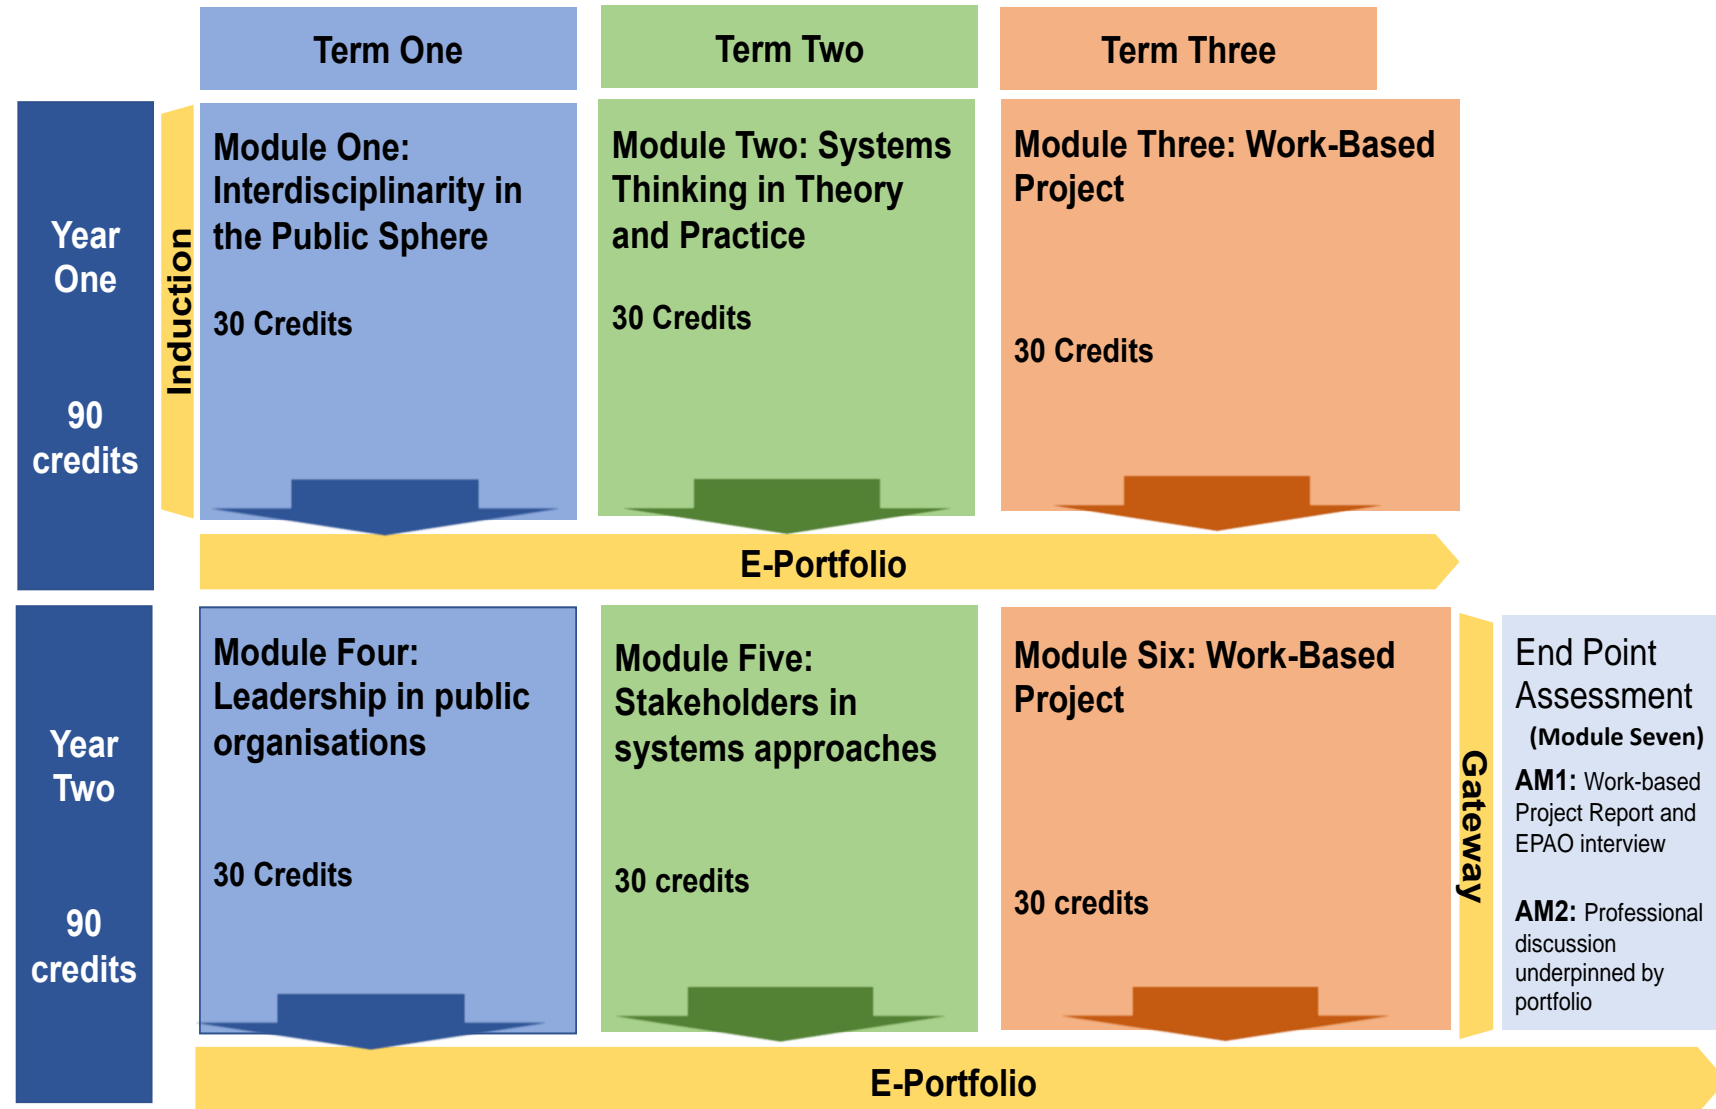 Term One
Term Two
Term Three
Year
One
90
credits
Induction
Module One:
Interdisciplinarity in
the Public Sphere
30 Credits
Module Two: Systems
Thinking in Theory
and Practice
30 Credits
Module Three: Work-Based
Project
30 Credits
E-Portfolio
Year
Two
90
credits
Module Four:
Leadership in public
organisations
30 Credits
Module Five:
Stakeholders in
systems approaches
30 credits
Module Six: Work-Based
Project
30 credits
Gateway
End Point
Assessment
(Module Seven)
AM1: Work-based
Project Report and
EPAO interview
AM2: Professional
discussion
underpinned by
portfolio
E-Portfolio